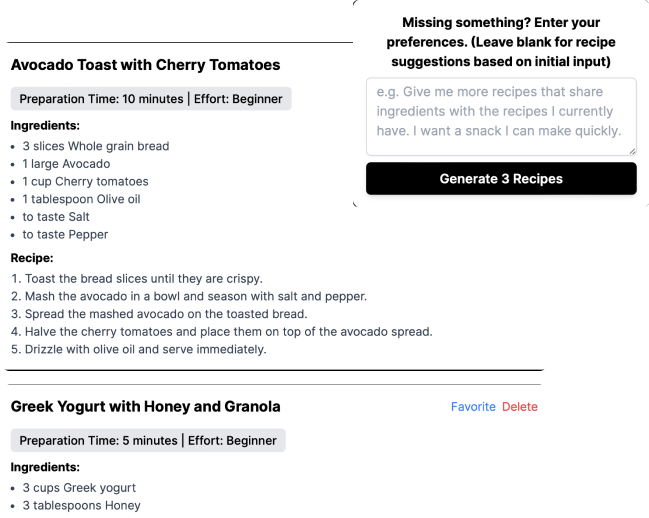 Missing something? Enter your
preferences. (Leave blank for recipe
suggestions based on initial input)
e.g. Give me more recipes that share
ingredients with the recipes I currently
have. I want a snack I can make quickly.
Generate 3 Recipes
Avocado Toast with Cherry Tomatoes
Preparation Time: 10 minutes | Effort: Beginner
Ingredients:
• 3 slices Whole grain bread
• 1 large Avocado
• 1 cup Cherry tomatoes
• 1 tablespoon Olive oil
• to taste Salt
• to taste Pepper
Recipe:
1. Toast the bread slices until they are crispy.
2. Mash the avocado in a bowl and season with salt and pepper.
3. Spread the mashed avocado on the toasted bread.
4. Halve the cherry tomatoes and place them on top of the avocado spread.
5. Drizzle with olive oil and serve immediately.
Greek Yogurt with Honey and Granola
Favorite Delete
Preparation Time: 5 minutes | Effort: Beginner
Ingredients:
• 3 cups Greek yogurt
• 3 tablespoons Honey